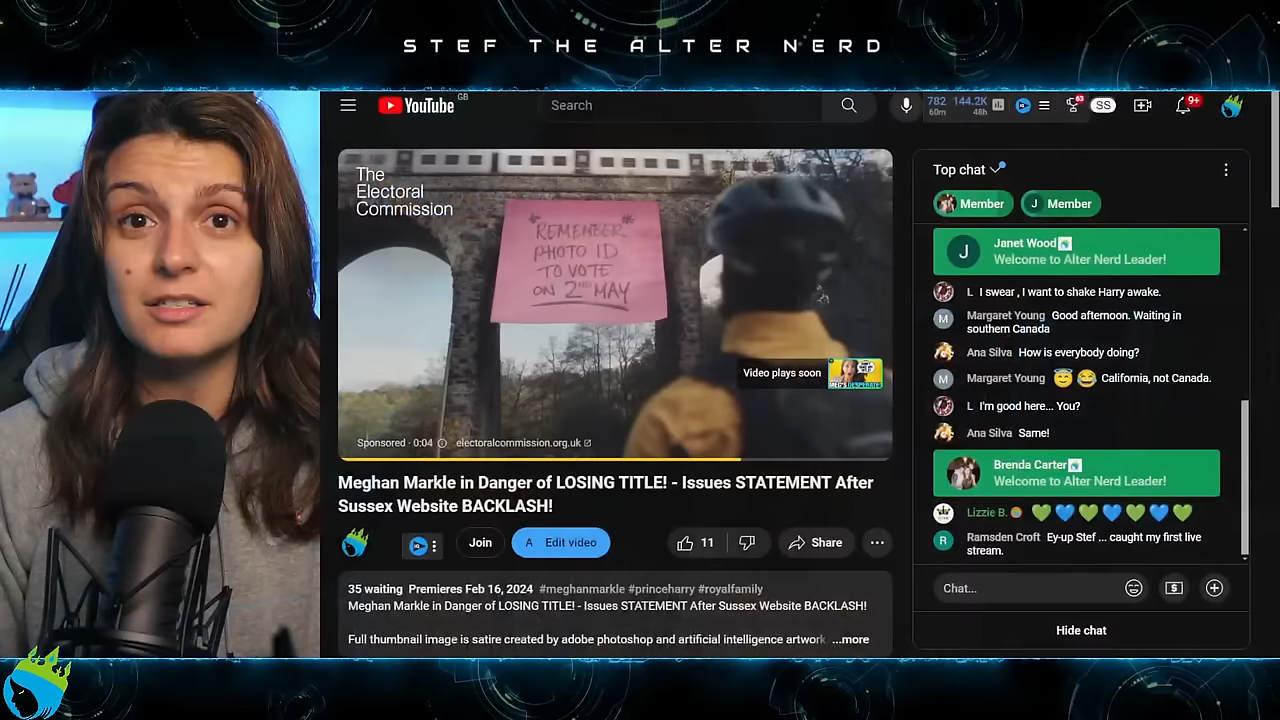 STEF THE ALTER NERD
YouTube GB
Search
782 144.2K
60m 48h
63
SS
9+
The
Electoral
Commission
*REMEMBER*
PHOTO ID
TO VOTE
ON 2ND MAY
Video plays soon
MEG'S DESPERATE!
Sponsored · 0:04
electoralcommission.org.uk
Meghan Markle in Danger of LOSING TITLE! - Issues STATEMENT After
Sussex Website BACKLASH!
Join
Edit video
11
Share
35 waiting Premieres Feb 16, 2024 #meghanmarkle #princeharry #royalfamily
Meghan Markle in Danger of LOSING TITLE! - Issues STATEMENT After Sussex Website BACKLASH!
Full thumbnail image is satire created by adobe photoshop and artificial intelligence artwork ...more
Top chat
Member
J Member
J Janet Wood
Welcome to Alter Nerd Leader!
L I swear , I want to shake Harry awake.
M Margaret Young Good afternoon. Waiting in
southern Canada
Ana Silva How is everybody doing?
M Margaret Young 😇 😂 California, not Canada.
L I'm good here... You?
Ana Silva Same!
Brenda Carter
Welcome to Alter Nerd Leader!
Lizzie B. 💚 💙 💚 💙 💚 💙 💚
R Ramsden Croft Ey-up Stef ... caught my first live
stream.
Chat...
Hide chat